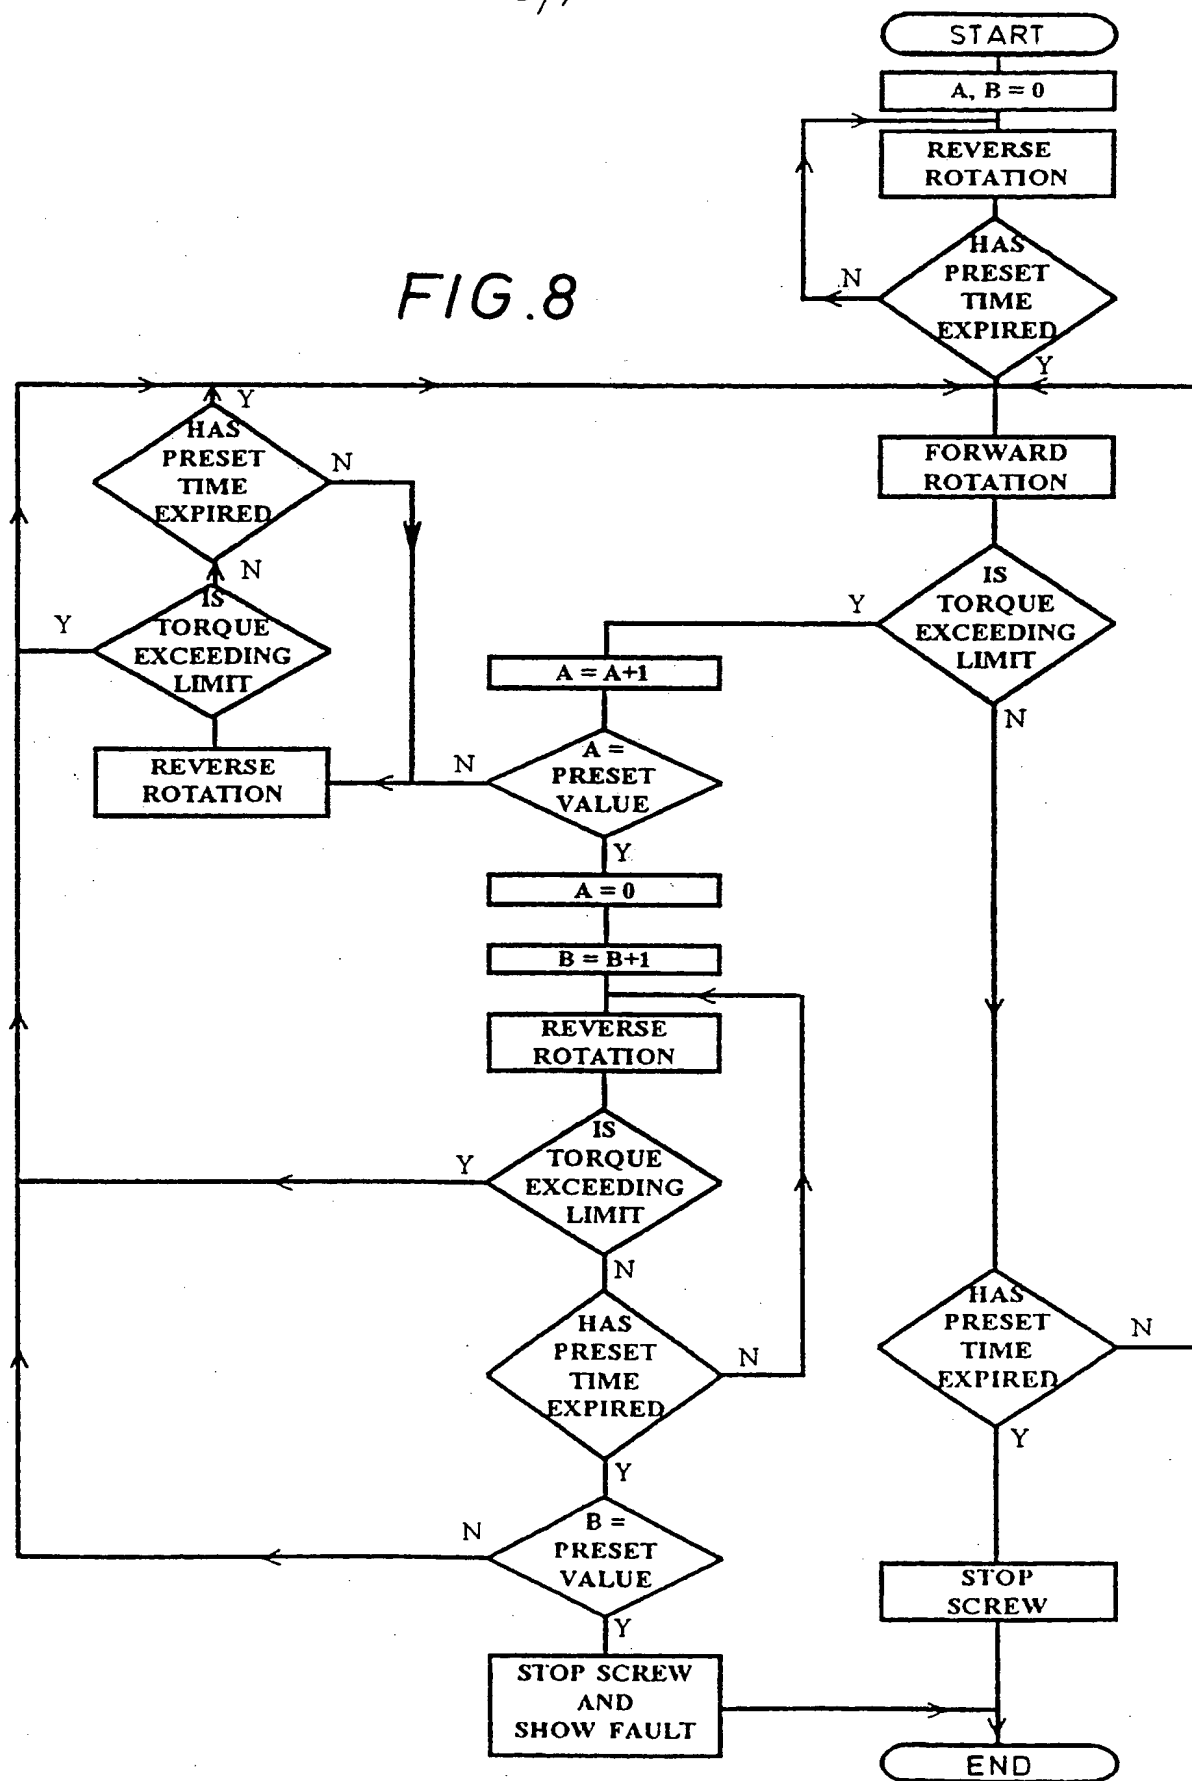 START
A, B = 0
REVERSE
ROTATION
HAS
PRESET
TIME
EXPIRED
N
Y
FIG.8
FORWARD
ROTATION
IS
TORQUE
EXCEEDING
LIMIT
Y
N
HAS
PRESET
TIME
EXPIRED
Y
N
IS
TORQUE
EXCEEDING
LIMIT
Y
N
REVERSE
ROTATION
A = A+1
A =
PRESET
VALUE
N
Y
A = 0
B = B+1
REVERSE
ROTATION
IS
TORQUE
EXCEEDING
LIMIT
Y
N
HAS
PRESET
TIME
EXPIRED
N
Y
B =
PRESET
VALUE
N
Y
STOP SCREW
AND
SHOW FAULT
HAS
PRESET
TIME
EXPIRED
N
Y
STOP
SCREW
END